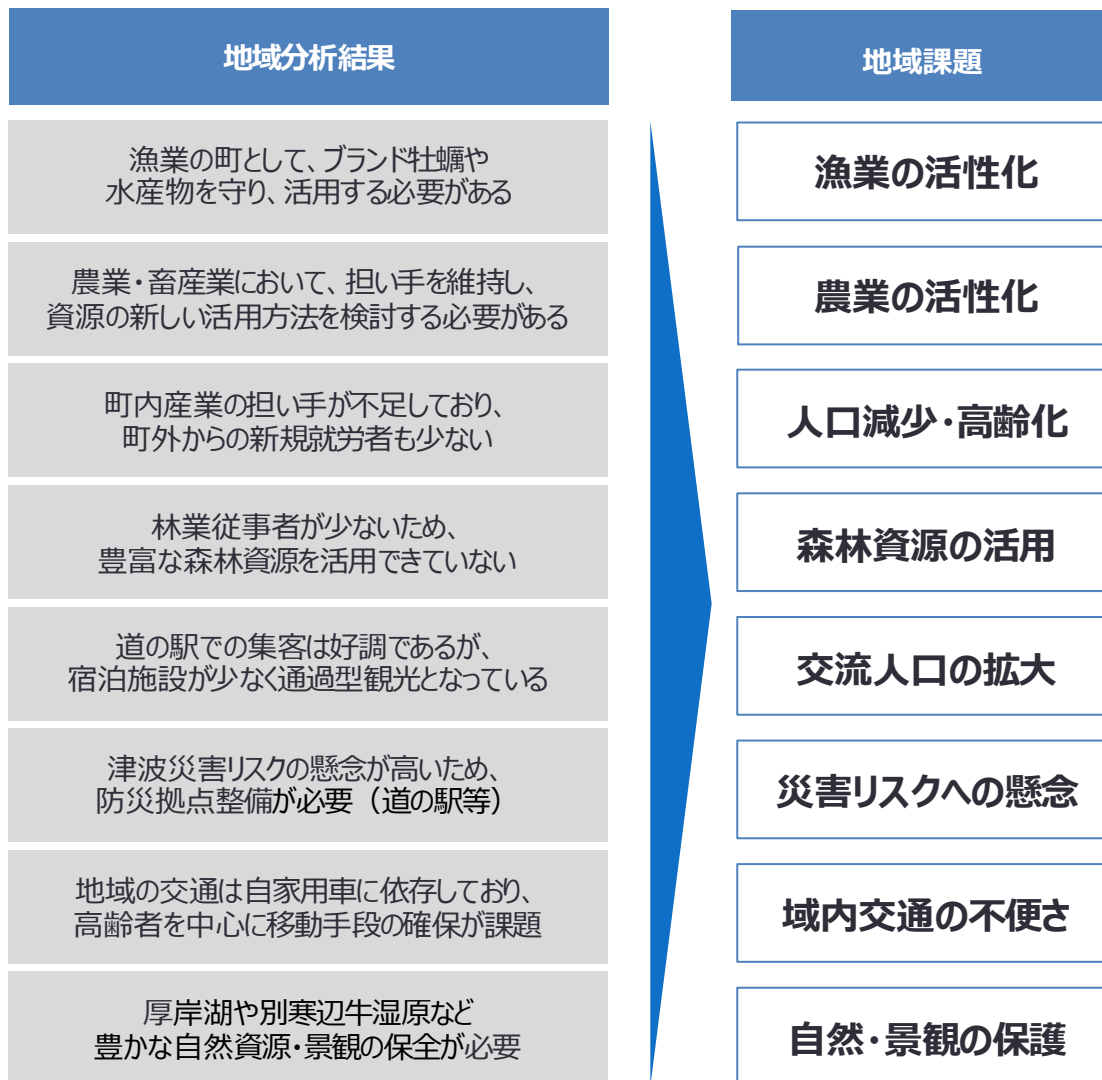 地域分析結果
地域課題
漁業の町として、ブランド牡蠣や
水産物を守り、活用する必要がある
漁業の活性化
農業・畜産業において、担い手を維持し、
資源の新しい活用方法を検討する必要がある
農業の活性化
町内産業の担い手が不足しており、
町外からの新規就労者も少ない
人口減少・高齢化
林業従事者が少ないため、
豊富な森林資源を活用できていない
森林資源の活用
道の駅での集客は好調であるが、
宿泊施設が少なく通過型観光となっている
交流人口の拡大
津波災害リスクの懸念が高いため、
防災拠点整備が必要（道の駅等）
災害リスクへの懸念
地域の交通は自家用車に依存しており、
高齢者を中心に移動手段の確保が課題
域内交通の不便さ
厚岸湖や別寒辺牛湿原など
豊かな自然資源・景観の保全が必要
自然・景観の保護